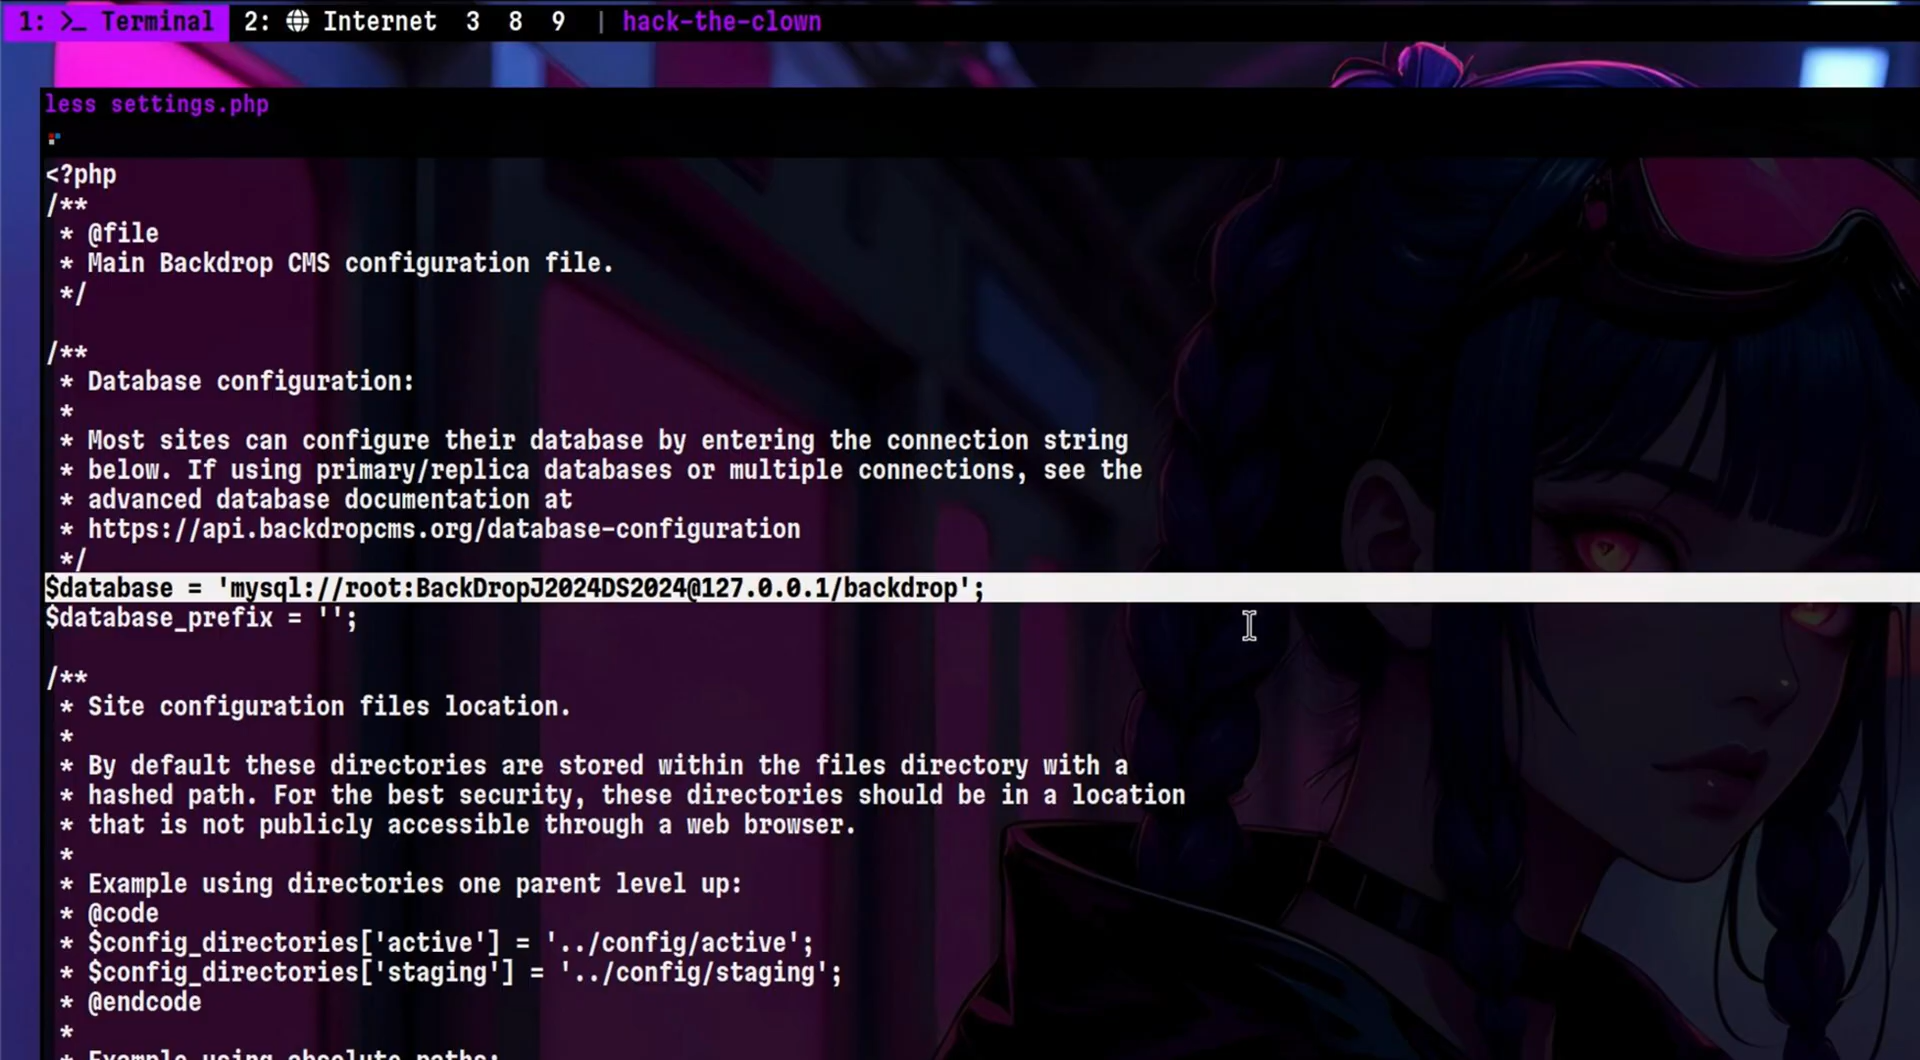 1: >_ Terminal 2: Internet 3 8 9 | hack-the-clown
less settings.php
<?php
/**
 * @file
 * Main Backdrop CMS configuration file.
 */

/**
 * Database configuration:
 *
 * Most sites can configure their database by entering the connection string
 * below. If using primary/replica databases or multiple connections, see the
 * advanced database documentation at
 * https://api.backdropcms.org/database-configuration
 */
$database = 'mysql://root:BackDropJ2024DS2024@127.0.0.1/backdrop';
$database_prefix = '';

/**
 * Site configuration files location.
 *
 * By default these directories are stored within the files directory with a
 * hashed path. For the best security, these directories should be in a location
 * that is not publicly accessible through a web browser.
 *
 * Example using directories one parent level up:
 * @code
 * $config_directories['active'] = '../config/active';
 * $config_directories['staging'] = '../config/staging';
 * @endcode
 *
 * Example using absolute paths: